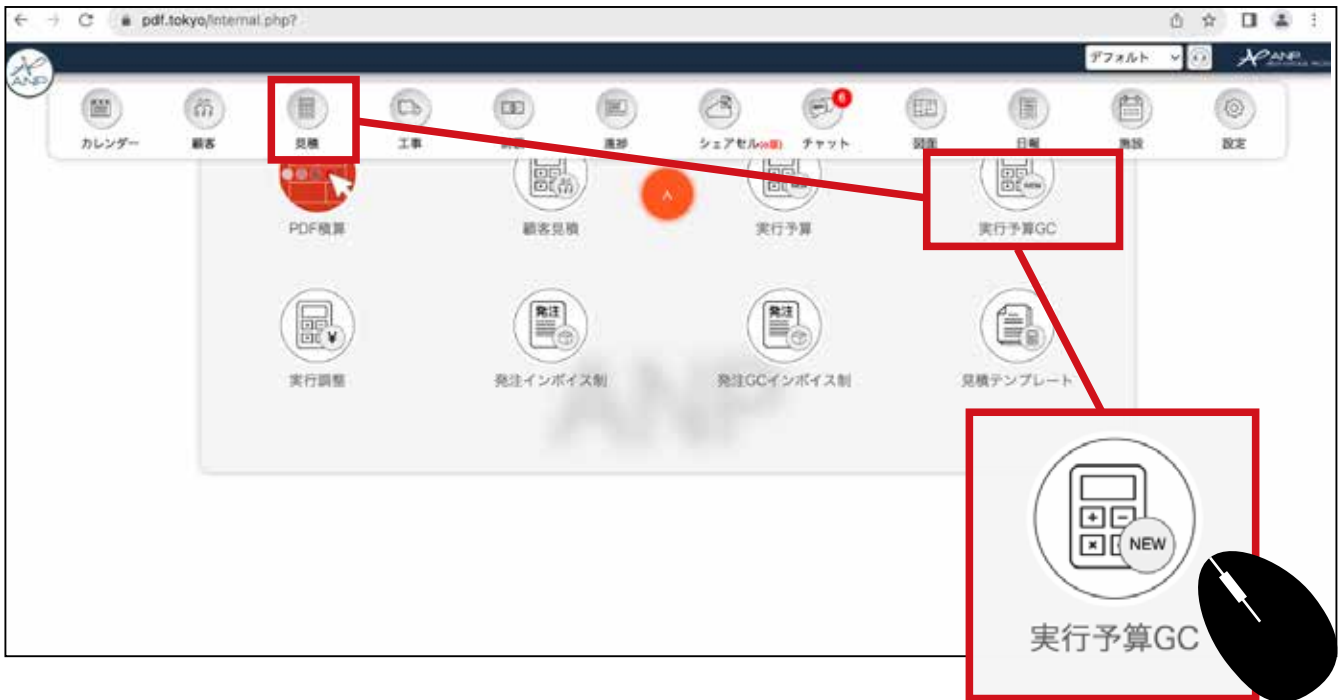 pdf.tokyo/internal.php?
デフォルト
ANP
ANP
カレンダー
顧客
見積
工事
進捗
シェアセル
チャット
6
図面
日報
施設
設定
PDF積算
顧客見積
実行予算
NEW
実行予算GC
¥
実行調整
発注
発注インボイス制
発注
発注GCインボイス制
見積テンプレート
ANP
NEW
実行予算GC